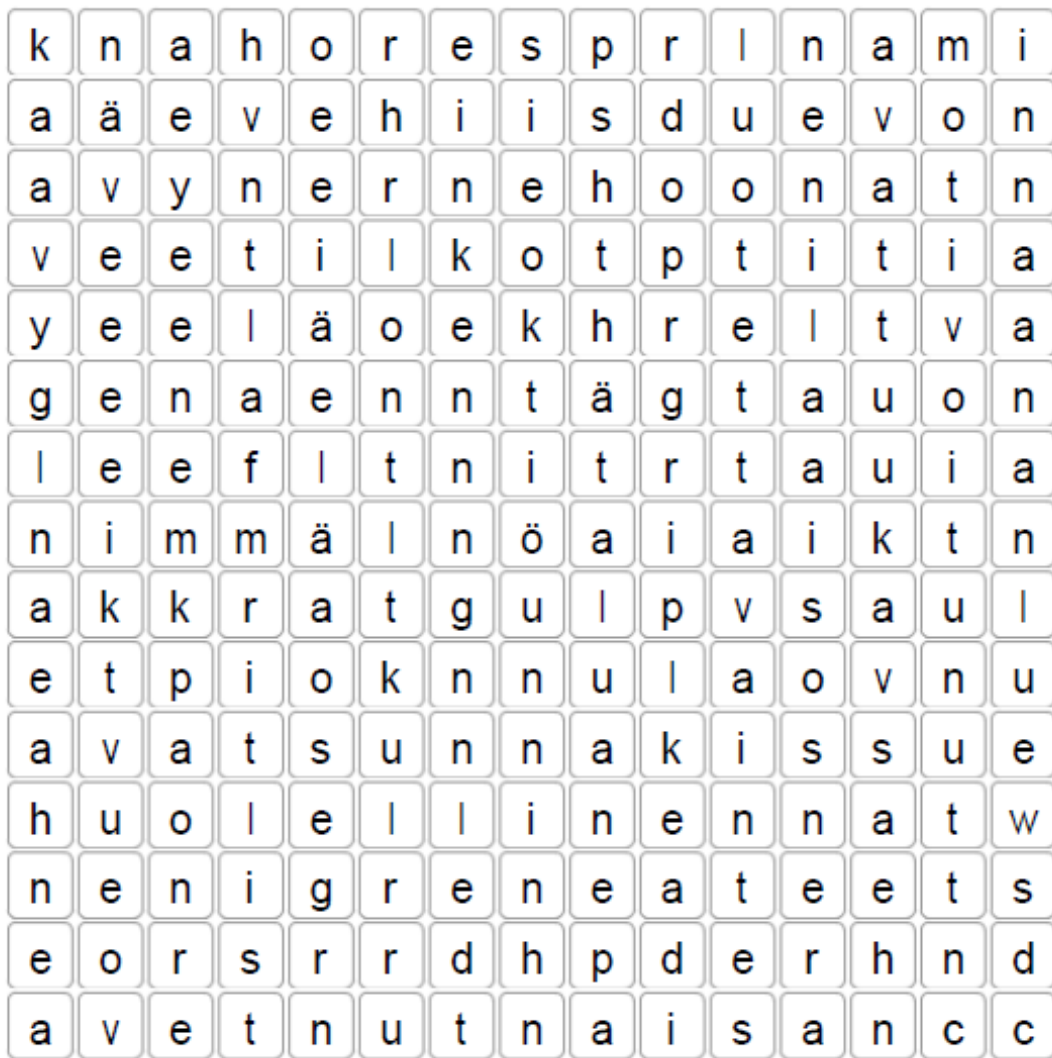 k n a h o r e s p r l n a m i
a ä e v e h i i s d u e v o n
a v y n e r n e h o o n a t n
v e e t i l k o t p t i t i a
y e e l ä o e k h r e l t v a
g e n a e n n t ä g t a u o n
l e e f l t n i t r t a u i a
n i m m ä l n ö a i a i k t n
a k k r a t g u l p v s a u l
e t p i o k n n u l a o v n u
a v a t s u n n a k i s s u e
h u o l e l l i n e n n a t w
n e n i g r e n e a t e e t s
e o r s r r d h p d e r h n d
a v e t n u t n a i s a n c c